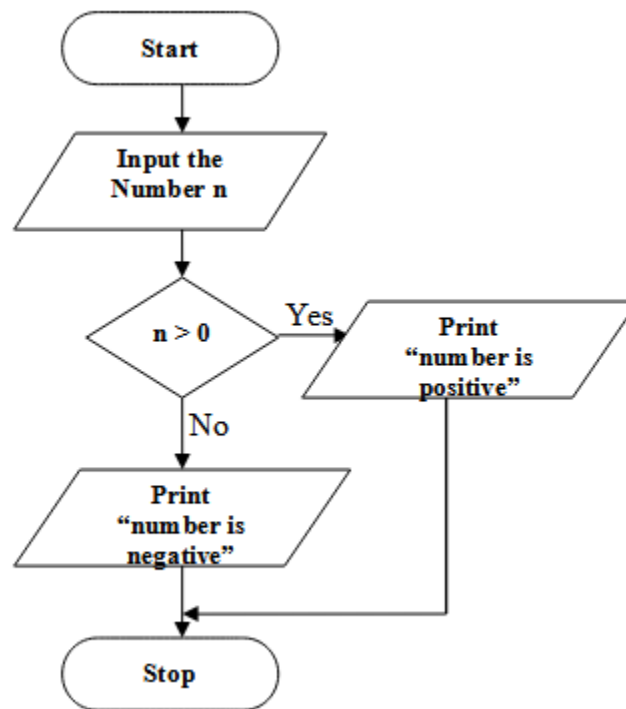 Start
Input the
Number n
n > 0
Yes
Print
“number is
positive”
No
Print
“number is
negative”
Stop